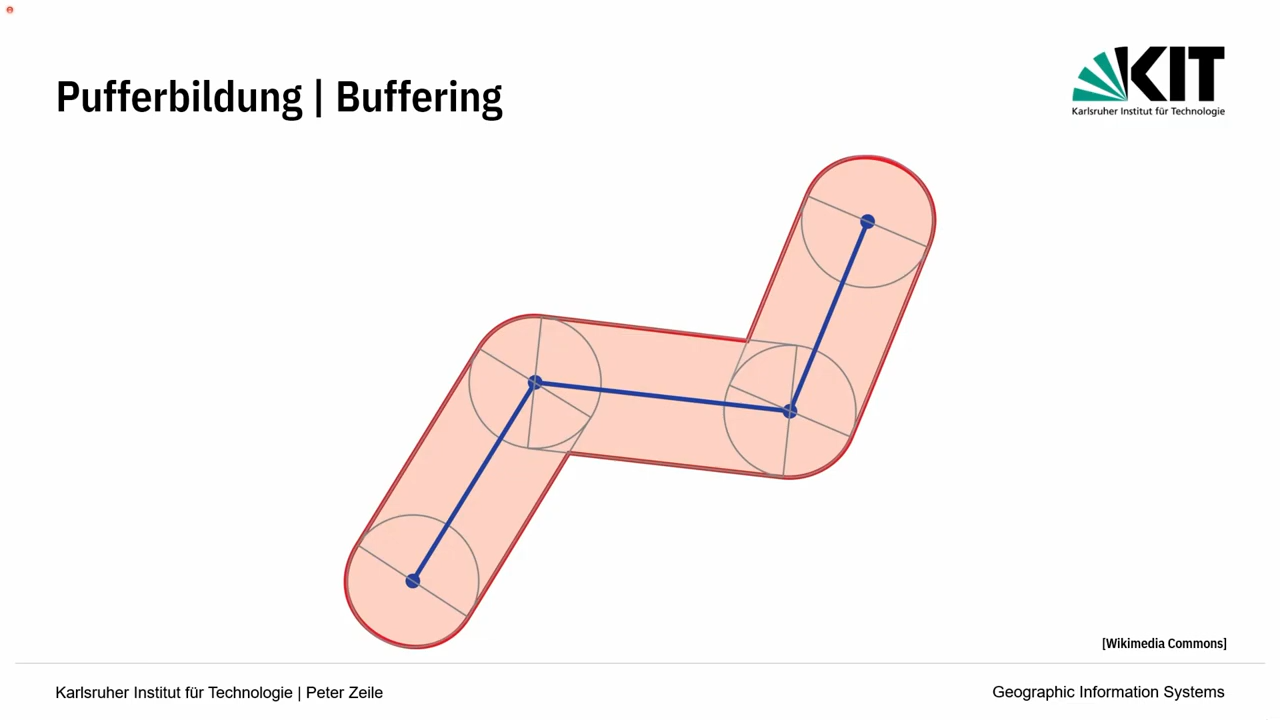 Pufferbildung | Buffering
KIT
Karlsruher Institut für Technologie
[Wikimedia Commons]
Karlsruher Institut für Technologie | Peter Zeile
Geographic Information Systems